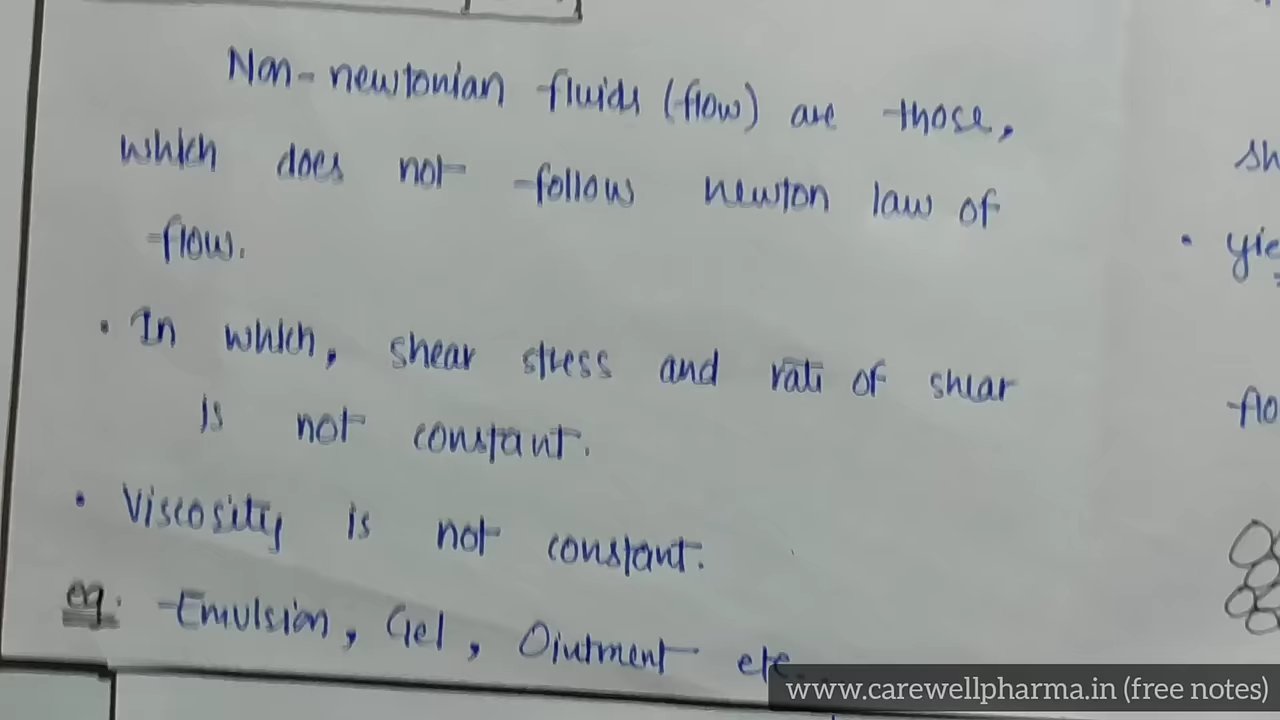 Non-newtonian fluids (flow) are those,
which does not follow newton law of
flow.
• In which, shear stress and rate of shear
is not constant.
• Viscosity is not constant.
eg. Emulsion, Gel, Ointment etc...
www.carewellpharma.in (free notes)